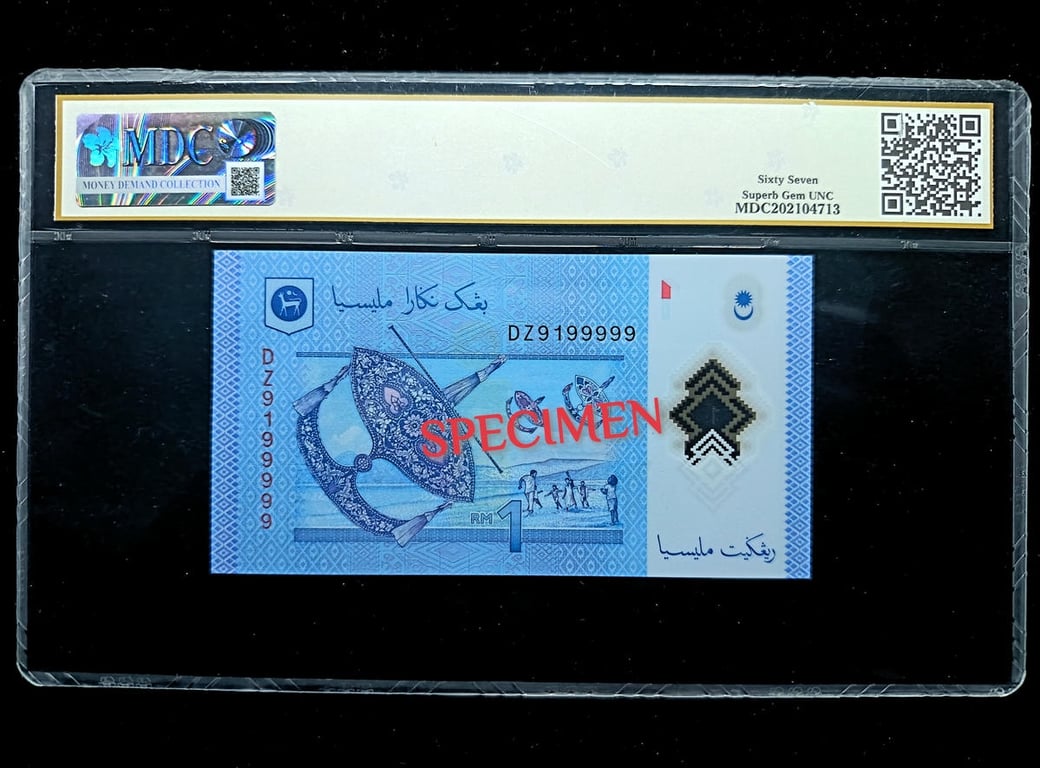 MDC
MONEY DEMAND COLLECTION
Sixty Seven
Superb Gem UNC
MDC202104713
بڠک نݢارا مليسيا
DZ9199999
DZ9199999
SPECIMEN
RM1
1
ريڠݢيت مليسيا